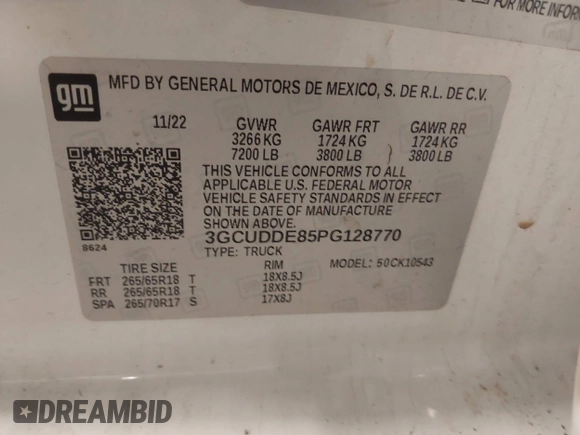 FOR MORE INFOR
gm
MFD BY GENERAL MOTORS DE MEXICO, S. DE R.L. DE C.V.
11/22 GVWR GAWR FRT GAWR RR
3266 KG 1724 KG 1724 KG
7200 LB 3800 LB 3800 LB
THIS VEHICLE CONFORMS TO ALL
APPLICABLE U.S. FEDERAL MOTOR
VEHICLE SAFETY STANDARDS IN EFFECT
ON THE DATE OF MANUFACTURE
SHOWN ABOVE.
8624
3GCUDDE85PG128770
TYPE: TRUCK
TIRE SIZE RIM MODEL: 50CK10543
FRT 265/65R18 T 18X8.5J
RR 265/65R18 T 18X8.5J
SPA 265/70R17 S 17X8J
DREAMBID